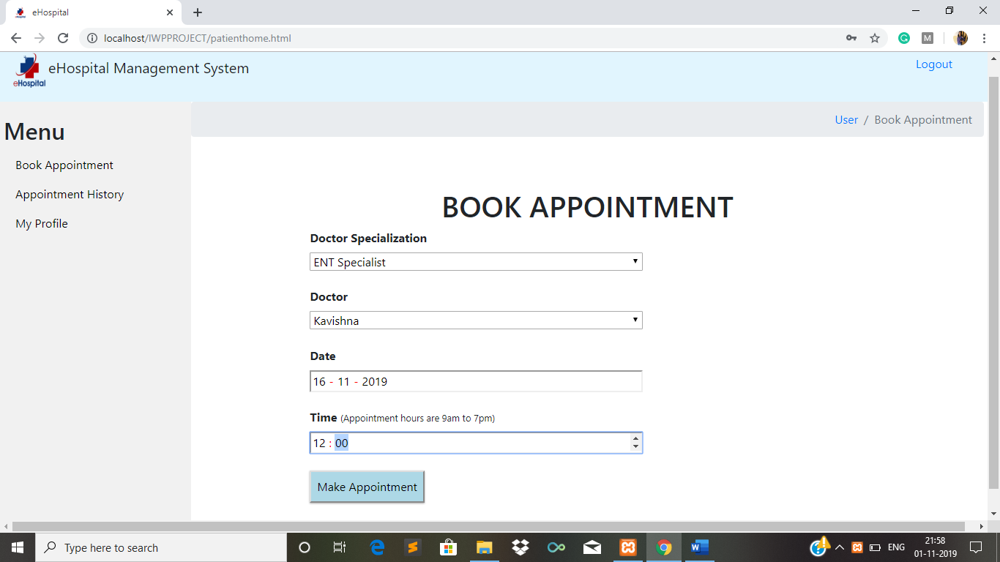 eHospital
localhost/IWPPROJECT/patienthome.html
M
eHospital
eHospital Management System
Logout
Menu
User / Book Appointment
Book Appointment
Appointment History
My Profile
BOOK APPOINTMENT
Doctor Specialization
ENT Specialist
Doctor
Kavishna
Date
16 - 11 - 2019
Time (Appointment hours are 9am to 7pm)
12 : 00
Make Appointment
Type here to search
ENG
21:58
01-11-2019